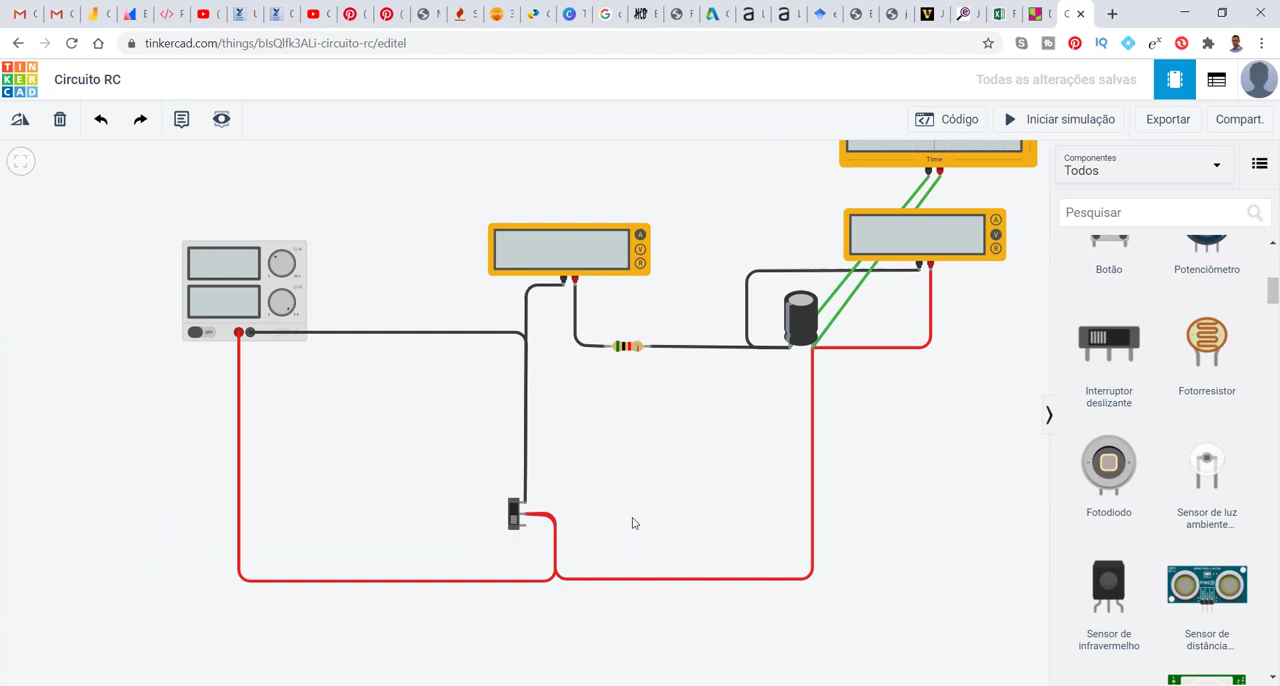 tinkercad.com/things/blsQlfk3ALi-circuito-rc/editel
TIN
KER
CAD
Circuito RC
Todas as alterações salvas
Código
Iniciar simulação
Exportar
Compart.
Componentes
Todos
Pesquisar
Time
A
V
R
A
V
R
OFF
Botão
Potenciômetro
Interruptor
deslizante
Fotorresistor
Fotodiodo
Sensor de luz
ambiente...
Sensor de
infravermelho
Sensor de
distância...